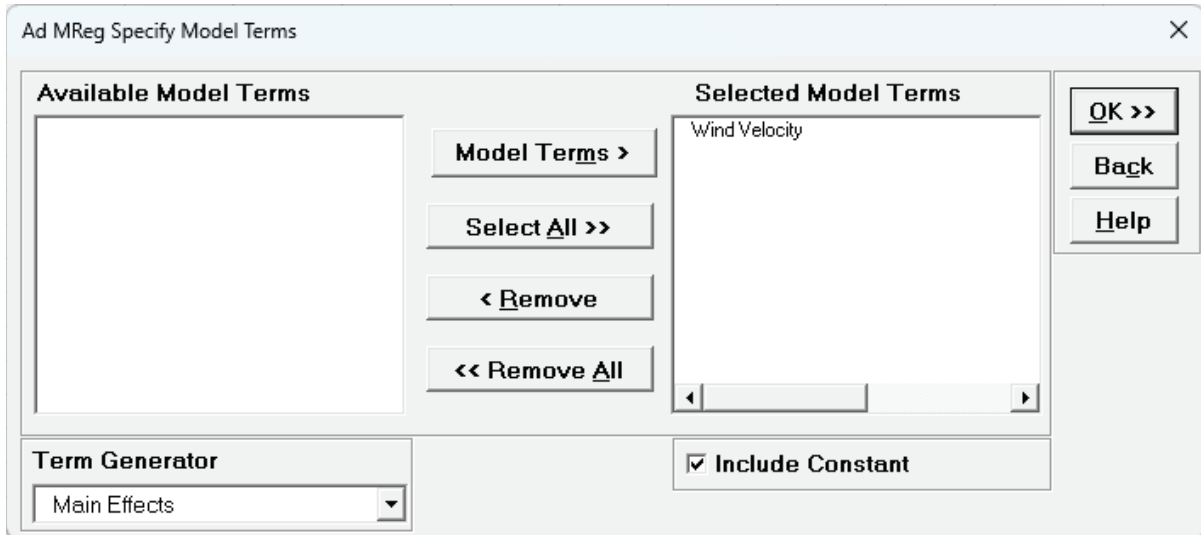 Ad MReg Specify Model Terms
Available Model Terms
Selected Model Terms
Wind Velocity
Model Terms >
Select All >>
< Remove
<< Remove All
OK >>
Back
Help
Term Generator
Main Effects
Include Constant